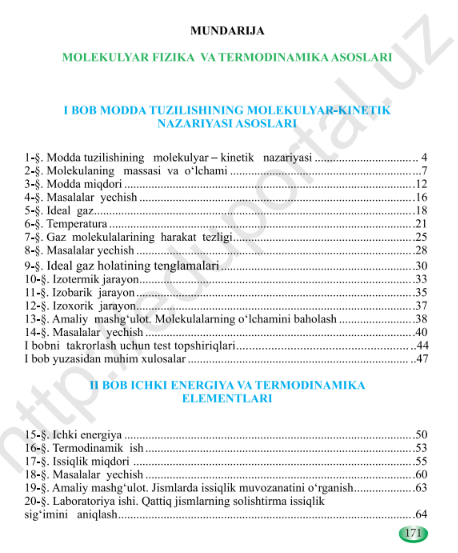 MUNDARIJA
MOLEKULYAR FIZIKA VA TERMODINAMIKA ASOSLARI
I BOB MODDA TUZILISHINING MOLEKULYAR-KINETIK
NAZARIYASI ASOSLARI
1-§. Modda tuzilishining molekulyar – kinetik nazariyasi .................................. 4
2-§. Molekulaning massasi va o‘lchami ..............................................................7
3-§. Modda miqdori .............................................................................................12
4-§. Masalalar yechish ........................................................................................16
5-§. Ideal gaz.......................................................................................................18
6-§. Temperatura ..................................................................................................21
7-§. Gaz molekulalarining harakat tezligi...........................................................25
8-§. Masalalar yechish .........................................................................................28
9-§. Ideal gaz holatining tenglamalari...............................................................30
10-§. Izotermik jarayon........................................................................................33
11-§. Izobarik jarayon.........................................................................................35
12-§. Izoxorik jarayon.........................................................................................37
13-§. Amaliy mashg‘ulot. Molekulalarning o‘lchamini baholash ........................38
14-§. Masalalar yechish ......................................................................................40
I bobni takrorlash uchun test topshiriqlari.........................................................44
I bob yuzasidan muhim xulosalar ........................................................................47
II BOB ICHKI ENERGIYA VA TERMODINAMIKA
ELEMENTLARI
15-§. Ichki energiya .............................................................................................50
16-§. Termodinamik ish ......................................................................................53
17-§. Issiqlik miqdori ..........................................................................................55
18-§. Masalalar yechish ......................................................................................60
19-§. Amaliy mashg‘ulot. Jismlarda issiqlik muvozanatini o‘rganish...................63
20-§. Laboratoriya ishi. Qattiq jismlarning solishtirma issiqlik
sig‘imini aniqlash...............................................................................................64
171
http://eduportal.uz